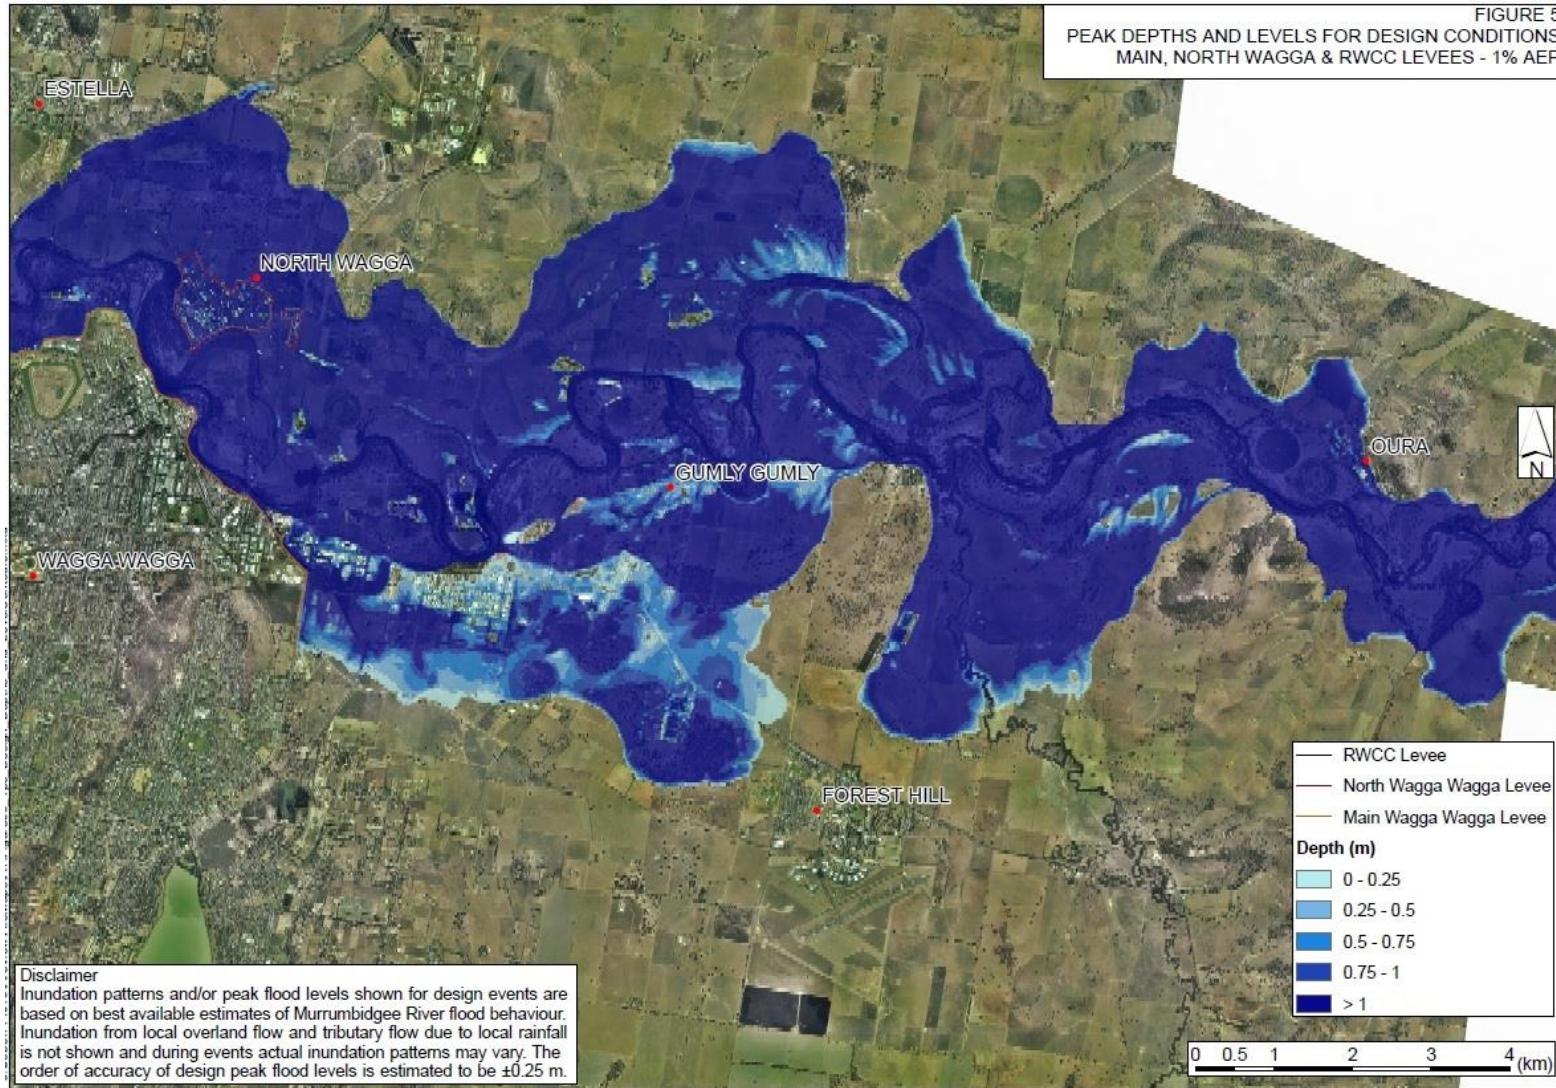 FIGURE 5
PEAK DEPTHS AND LEVELS FOR DESIGN CONDITIONS
MAIN, NORTH WAGGA & RWCC LEVEES - 1% AEP
ESTELLA
NORTH WAGGA
GUMLY GUMLY
OURA
N
WAGGA WAGGA
FOREST HILL
RWCC Levee
North Wagga Wagga Levee
Main Wagga Wagga Levee
Depth (m)
0 - 0.25
0.25 - 0.5
0.5 - 0.75
0.75 - 1
> 1
Disclaimer
Inundation patterns and/or peak flood levels shown for design events are
based on best available estimates of Murrumbidgee River flood behaviour.
Inundation from local overland flow and tributary flow due to local rainfall
is not shown and during events actual inundation patterns may vary. The
order of accuracy of design peak flood levels is estimated to be ±0.25 m.
0 0.5 1 2 3 4 (km)